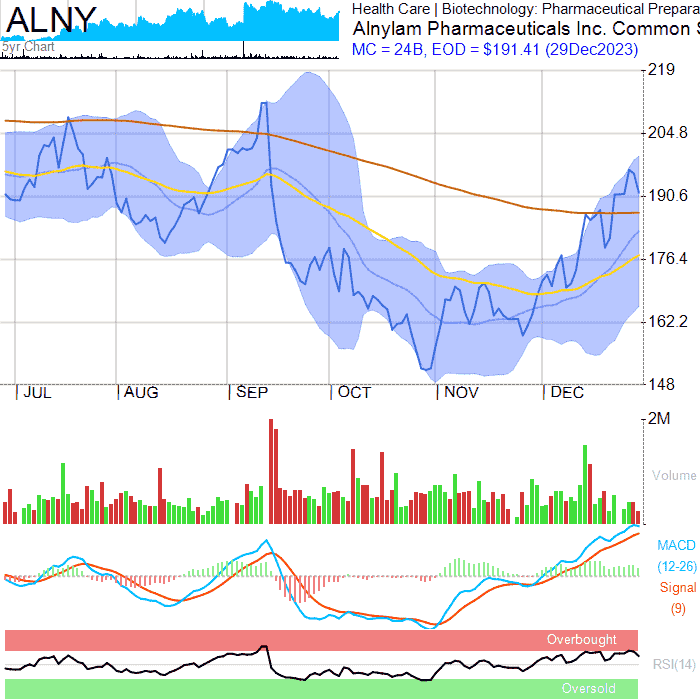 ALNY
5yr Chart
Health Care | Biotechnology: Pharmaceutical Prepara
Alnylam Pharmaceuticals Inc. Common S
MC = 24B, EOD = $191.41 (29Dec2023)
219
204.8
190.6
176.4
162.2
148
JUL AUG SEP OCT NOV DEC
2M
Volume
MACD
(12-26)
Signal
(9)
Overbought
RSI(14)
Oversold